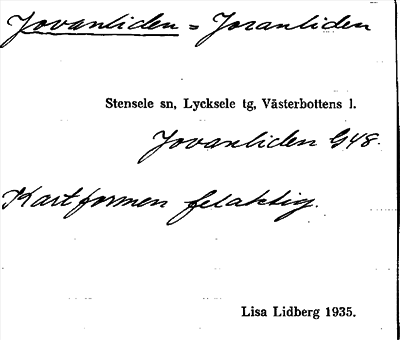 Jovanliden = Joranliden
Stensele sn, Lycksele tg, Västerbottens l.
Jovanliden G48.
Kartformen felaktig.
Lisa Lidberg 1935.